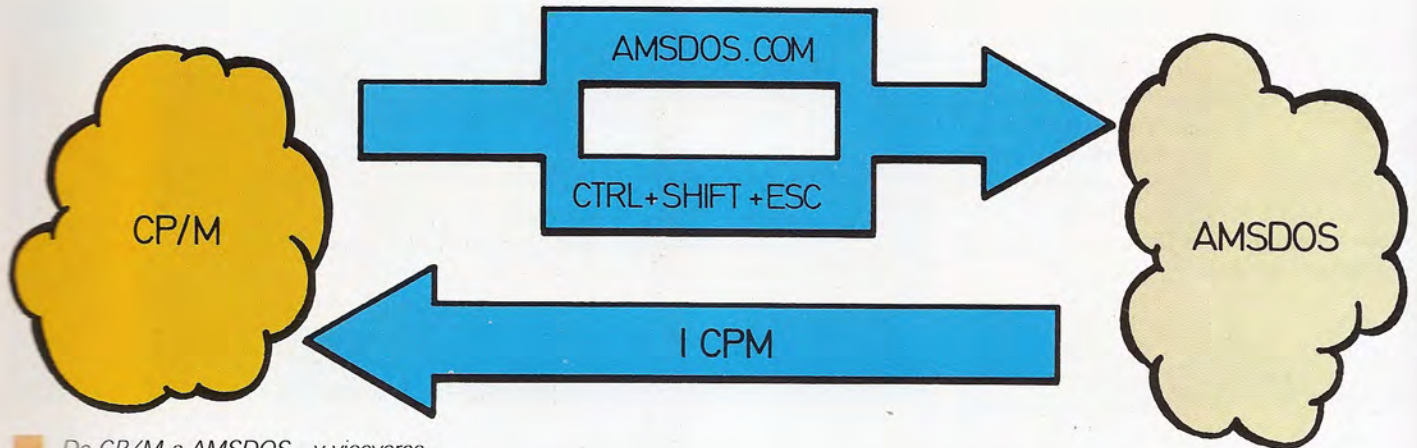 AMSDOS.COM
CTRL+SHIFT+ESC
CP/M
AMSDOS
I CPM
De CP/M a AMSDOS... y viceversa.